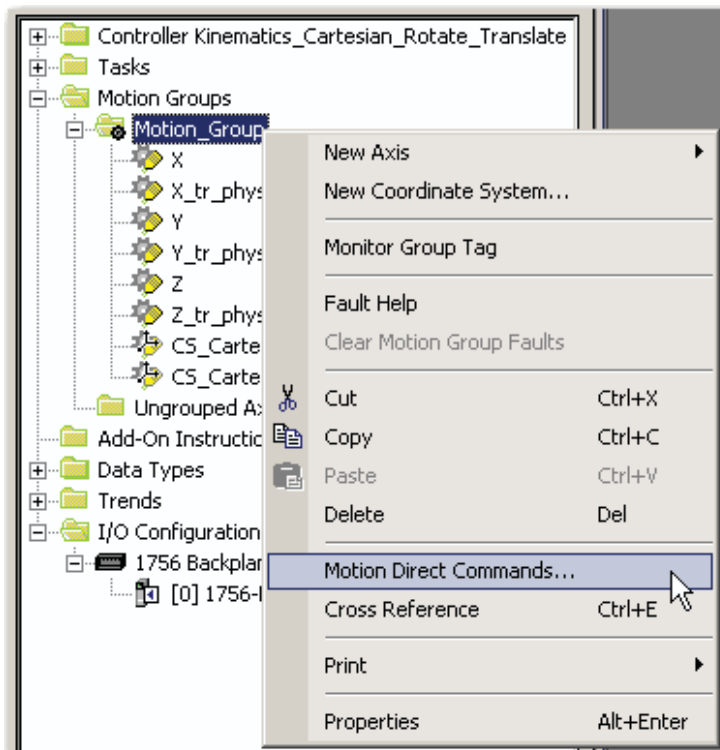 Controller Kinematics_Cartesian_Rotate_Translate
Tasks
Motion Groups
Motion_Group
X
X_tr_phys
Y
Y_tr_phys
Z
Z_tr_phys
CS_Carte
CS_Carte
Ungrouped
Add-On Instructic
Data Types
Trends
I/O Configuration
1756 Backplar
[0] 1756-
New Axis
New Coordinate System...
Monitor Group Tag
Fault Help
Clear Motion Group Faults
Cut Ctrl+X
Copy Ctrl+C
Paste Ctrl+V
Delete Del
Motion Direct Commands...
Cross Reference Ctrl+E
Print
Properties Alt+Enter